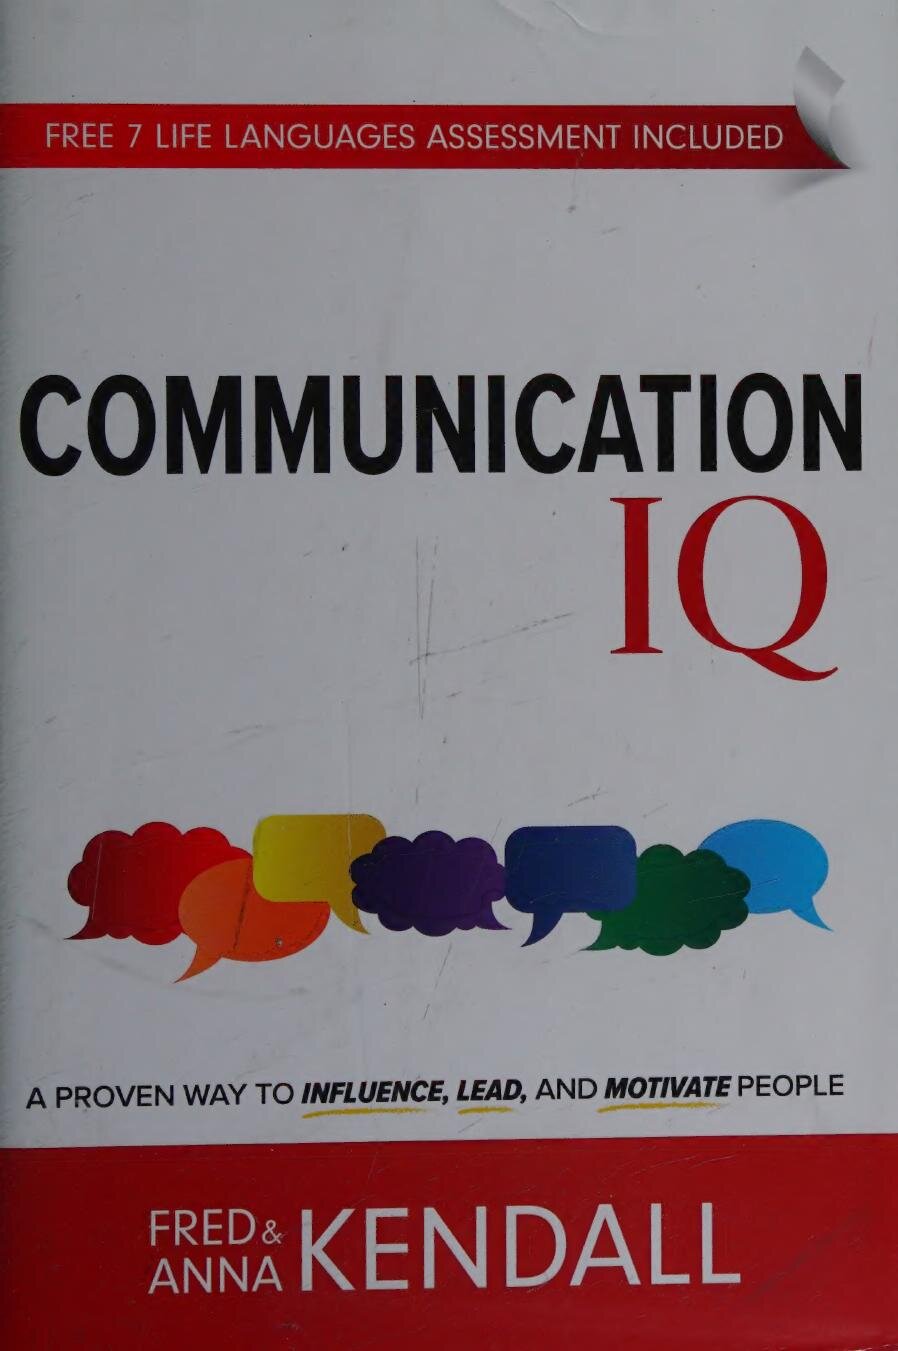 FREE 7 LIFE LANGUAGES ASSESSMENT INCLUDED
COMMUNICATION
IQ
A PROVEN WAY TO INFLUENCE, LEAD, AND MOTIVATE PEOPLE
FRED &
ANNA
KENDALL